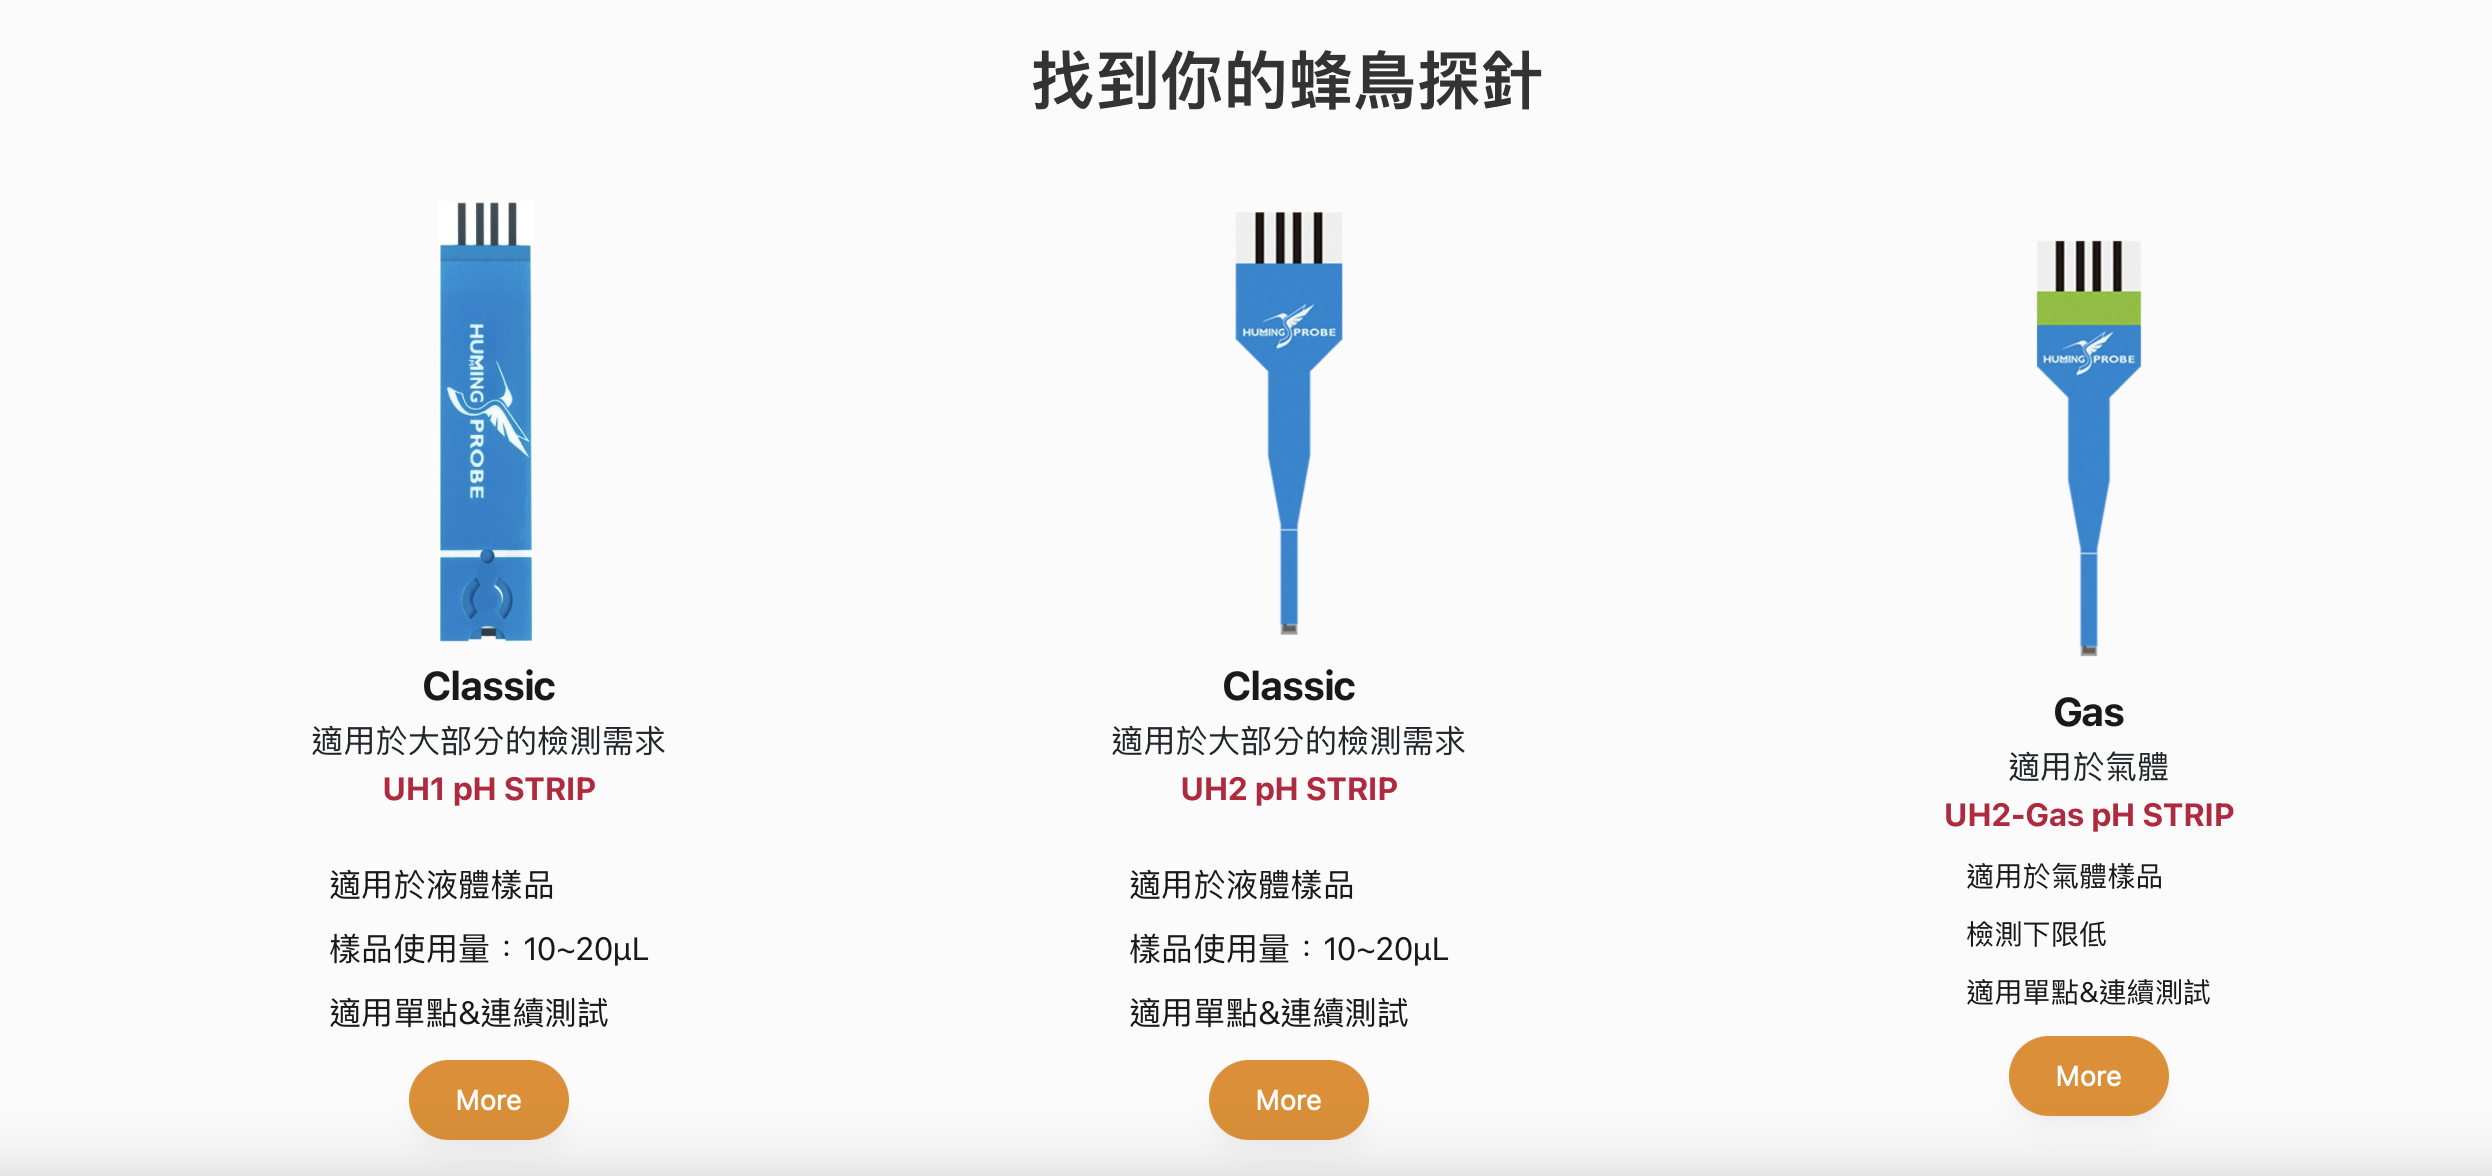 找到你的蜂鳥探針
HUMING PROBE
Classic
適用於大部分的檢測需求
UH1 pH STRIP
適用於液體樣品
樣品使用量：10~20μL
適用單點&連續測試
More
HUMING PROBE
Classic
適用於大部分的檢測需求
UH2 pH STRIP
適用於液體樣品
樣品使用量：10~20μL
適用單點&連續測試
More
HUMING PROBE
Gas
適用於氣體
UH2-Gas pH STRIP
適用於氣體樣品
檢測下限低
適用單點&連續測試
More